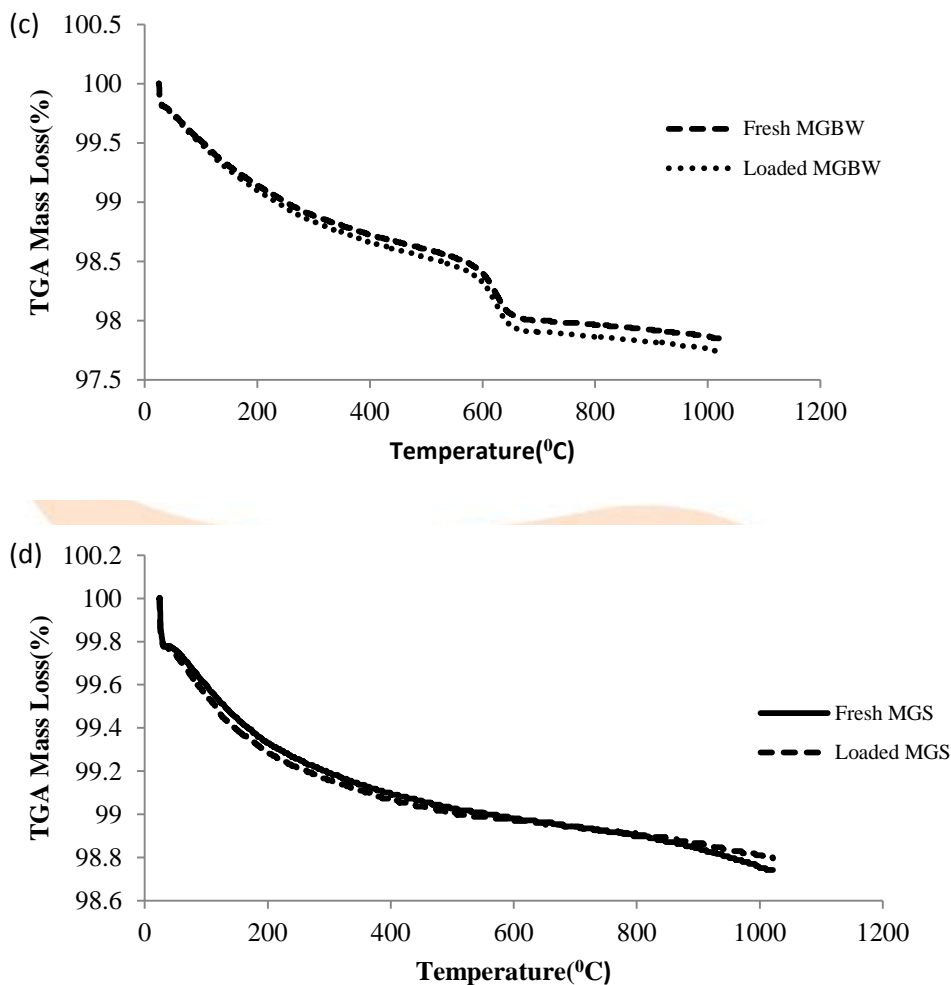 (c)
100.5
100
99.5
99
98.5
98
97.5
TGA Mass Loss(%)
0 200 400 600 800 1000 1200
Temperature(⁰C)
Fresh MGBW
Loaded MGBW
(d)
100.2
100
99.8
99.6
99.4
99.2
99
98.8
98.6
TGA Mass Loss(%)
0 200 400 600 800 1000 1200
Temperature(⁰C)
Fresh MGS
Loaded MGS